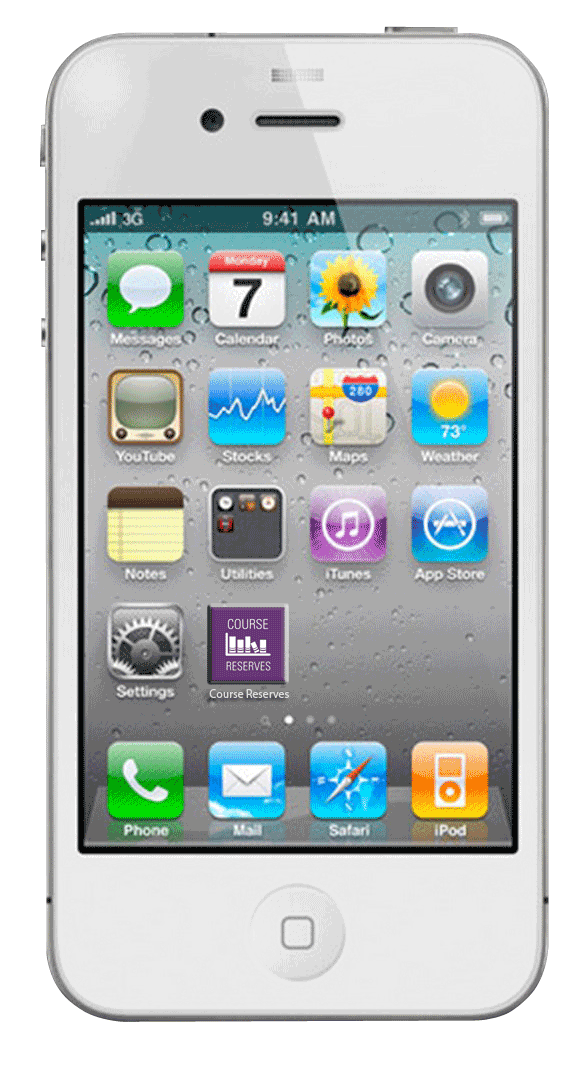 3G 9:41 AM
Monday
7
280
Messages Calendar Photos Camera
73°
YouTube Stocks Maps Weather
Notes Utilities iTunes App Store
COURSE
RESERVES
Settings Course Reserves
Phone Mail Safari iPod